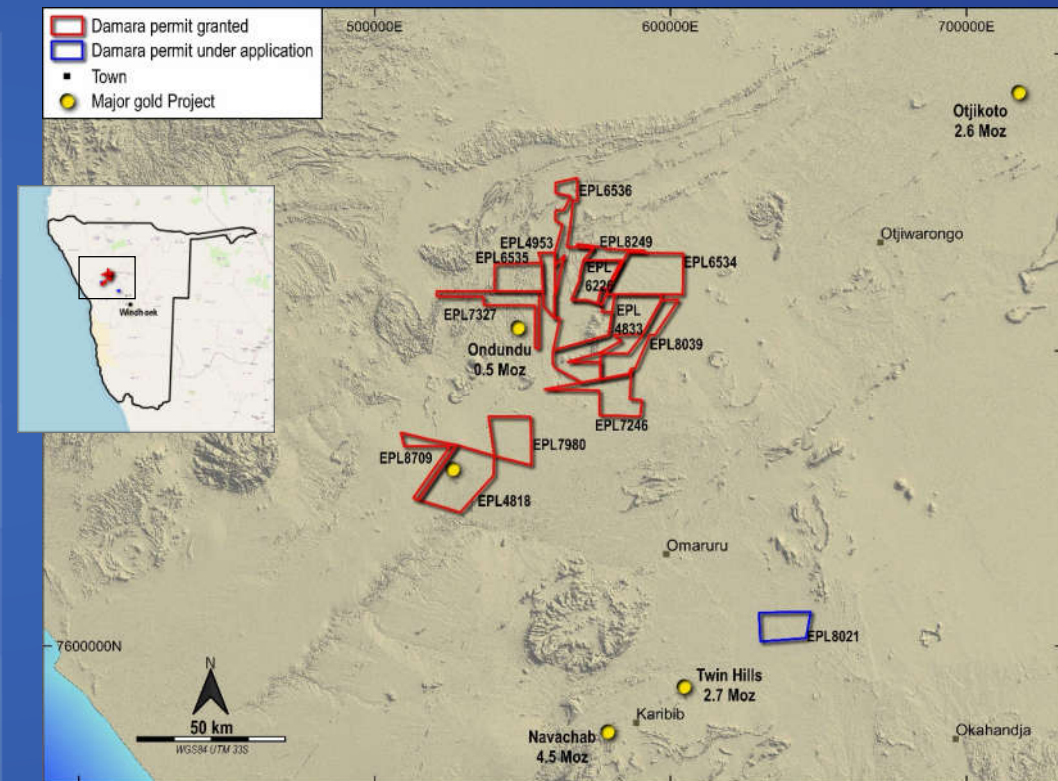 Damara permit granted
Damara permit under application
Town
Major gold Project
500000E
600000E
700000E
Otjikoto
2.6 Moz
EPL6536
Otjiwarongo
EPL4953
EPL8249
EPL6535
EPL6534
EPL
6226
EPL7327
EPL
4833
EPL8039
Ondundu
0.5 Moz
Windhoek
EPL7246
EPL7980
EPL8709
EPL4818
Omaruru
EPL8021
7600000N
N
50 km
WGS84 UTM 33S
Twin Hills
2.7 Moz
Karibib
Navachab
4.5 Moz
Okahandja